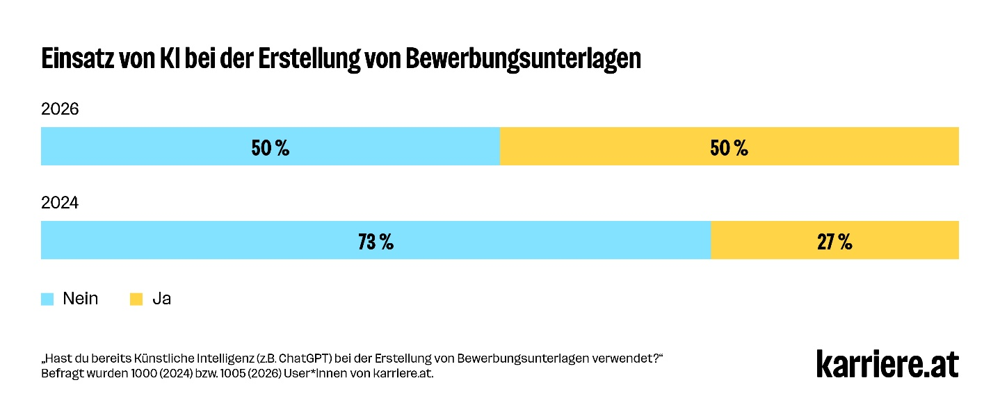 Einsatz von KI bei der Erstellung von Bewerbungsunterlagen
2026
50 %
50 %
2024
73 %
27 %
Nein
Ja
„Hast du bereits Künstliche Intelligenz (z.B. ChatGPT) bei der Erstellung von Bewerbungsunterlagen verwendet?“
Befragt wurden 1000 (2024) bzw. 1005 (2026) User*Innen von karriere.at.
karriere.at